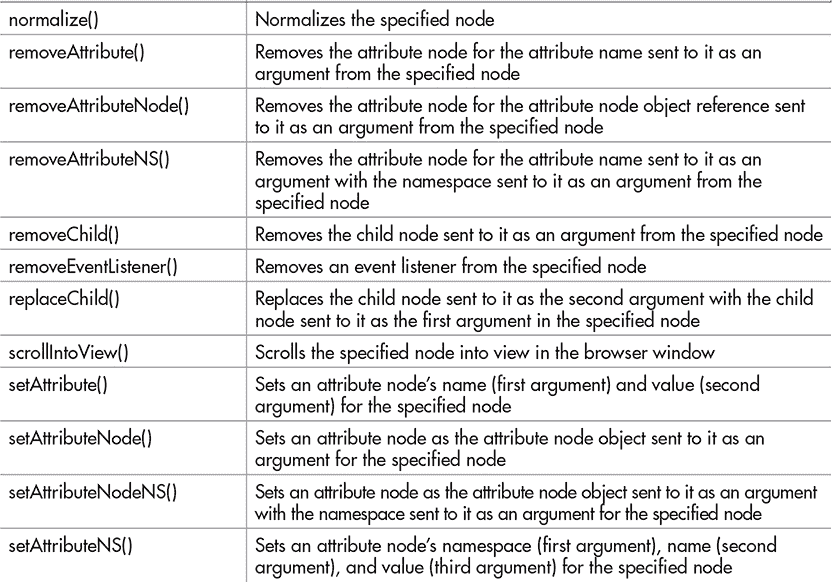 normalize() Normalizes the specified node
removeAttribute() Removes the attribute node for the attribute name sent to it as an
argument from the specified node
removeAttributeNode() Removes the attribute node for the attribute node object reference sent
to it as an argument from the specified node
removeAttributeNS() Removes the attribute node for the attribute name sent to it as an
argument with the namespace sent to it as an argument from the
specified node
removeChild() Removes the child node sent to it as an argument from the specified node
removeEventListener() Removes an event listener from the specified node
replaceChild() Replaces the child node sent to it as the second argument with the child
node sent to it as the first argument in the specified node
scrollIntoView() Scrolls the specified node into view in the browser window
setAttribute() Sets an attribute node’s name (first argument) and value (second
argument) for the specified node
setAttributeNode() Sets an attribute node as the attribute node object sent to it as an
argument for the specified node
setAttributeNodeNS() Sets an attribute node as the attribute node object sent to it as an argument
with the namespace sent to it as an argument for the specified node
setAttributeNS() Sets an attribute node’s namespace (first argument), name (second
argument), and value (third argument) for the specified node